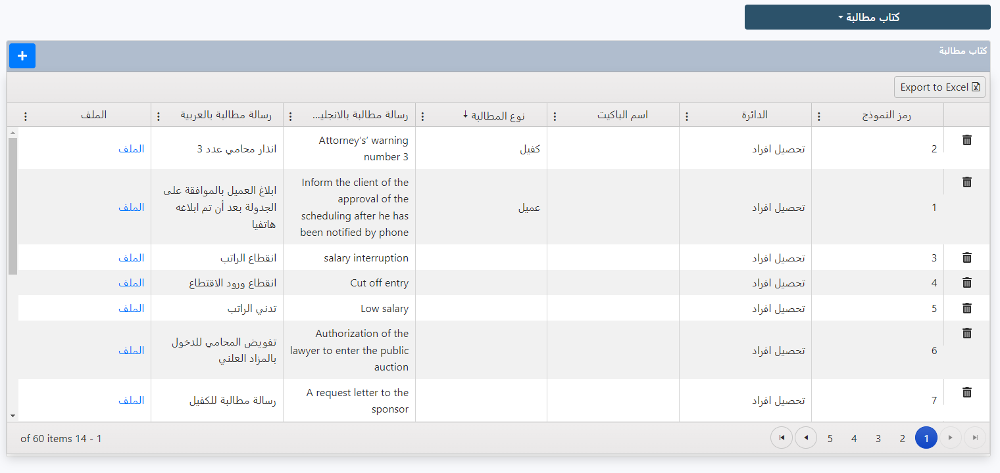 كتاب مطالبة
كتاب مطالبة
Export to Excel
رمز النموذج
الدائرة
اسم الباكيت
نوع المطالبة
رسالة مطالبة بالانجليـ...
رسالة مطالبة بالعربية
الملف
2
تحصيل افراد
كفيل
Attorney's' warning
number 3
انذار محامي عدد 3
الملف
1
تحصيل افراد
عميل
Inform the client of the
approval of the
scheduling after he has
been notified by phone
ابلاغ العميل بالموافقة على
الجدولة بعد أن تم ابلاغه
هاتفيا
الملف
3
تحصيل افراد
salary interruption
انقطاع الراتب
الملف
4
تحصيل افراد
Cut off entry
انقطاع ورود الاقتطاع
الملف
5
تحصيل افراد
Low salary
تدني الراتب
الملف
6
تحصيل افراد
Authorization of the
lawyer to enter the public
auction
تفويض المحامي للدخول
بالمزاد العلني
الملف
7
تحصيل افراد
A request letter to the
sponsor
رسالة مطالبة للكفيل
الملف
1 2 3 4 5
of 60 items 14 - 1